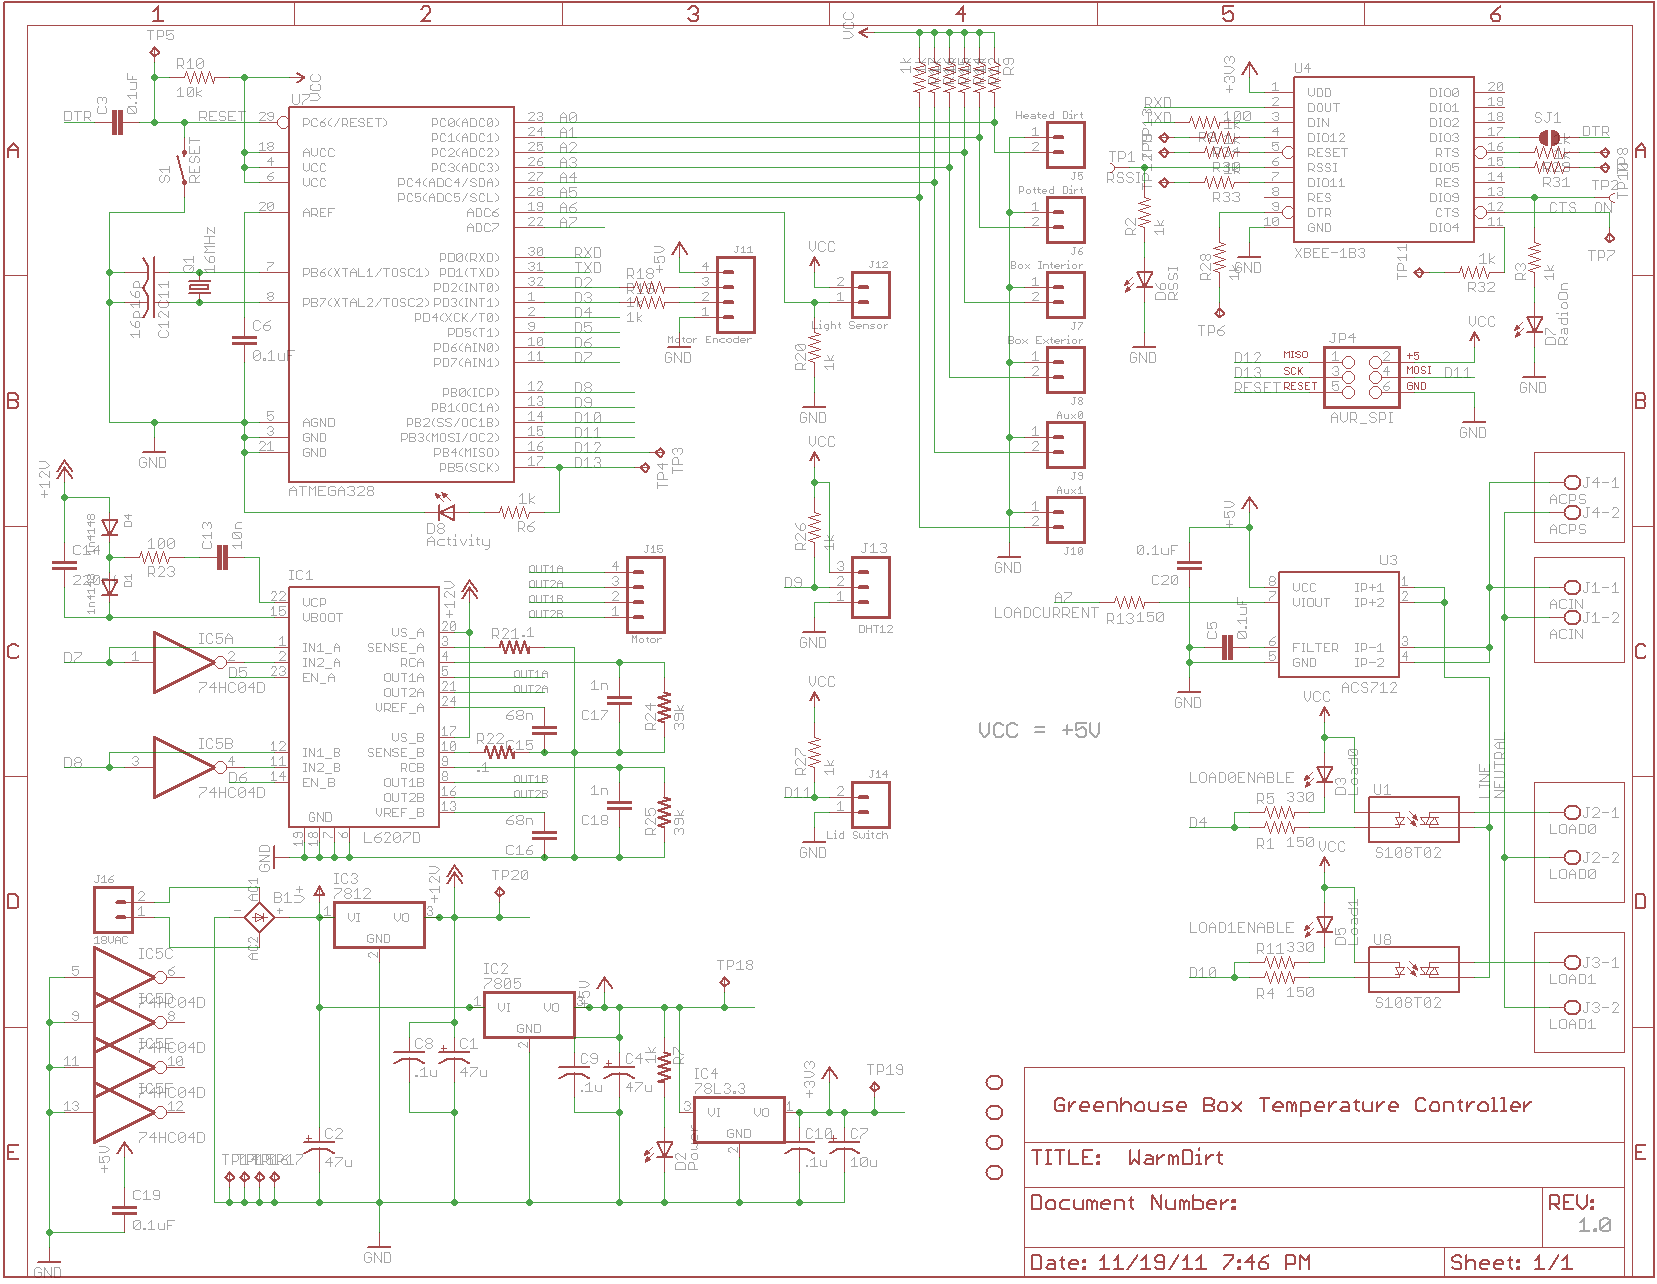 1 2 3 4 5 6
A
B
C
D
E
TP5
R10
10k
VCC
C3
0.1uF
DTR
RESET
S1
RESET
U7
29 PC6(/RESET)
18 AVCC
4 VCC
6 VCC
20 AREF
7 PB6(XTAL1/TOSC1)
8 PB7(XTAL2/TOSC2)
5 AGND
3 GND
21 GND
ATMEGA328
PC0(ADC0) 23 A0
PC1(ADC1) 24 A1
PC2(ADC2) 25 A2
PC3(ADC3) 26 A3
PC4(ADC4/SDA) 27 A4
PC5(ADC5/SCL) 28 A5
ADC6 19 A6
ADC7 22 A7
PD0(RXD) 30 RXD
PD1(TXD) 31 TXD
PD2(INT0) 32 D2
PD3(INT1) 1 D3
PD4(XCK/T0) 2 D4
PD5(T1) 9 D5
PD6(AIN0) 10 D6
PD7(AIN1) 11 D7
PB0(ICP) 12 D8
PB1(OC1A) 13 D9
PB2(SS/OC1B) 14 D10
PB3(MOSI/OC2) 15 D11
PB4(MISO) 16 D12
PB5(SCK) 17 D13
TP3
TP4
Q1
16MHz
16p 16p
C12 C11
C6
0.1uF
GND
D8
Activity
1k
R6
R18
1k
+5V
J11
4
3
2
1
Motor Encoder
GND
VCC
J12
2
1
Light Sensor
R20
1k
GND
VCC
R26
1k
D9
J13
3
2
1
DHT12
GND
VCC
R27
1k
D11
J14
2
1
Lid Switch
GND
VCC
1k
R9
Heated Dirt
1
2
J5
Potted Dirt
1
2
J6
Box Interior
1
2
J7
Box Exterior
1
2
J8
Aux0
1
2
J9
Aux1
1
2
J10
GND
+3V3
U4
1 VDD
2 DOUT
3 DIN
4 DIO12
5 RESET
6 RSSI
7 DIO11
8 RES
9 DTR
10 GND
DIO0 20
DIO1 19
DIO2 18
DIO3 17
RTS 16
DIO5 15
RES 14
DIO9 13
CTS 12
DIO4 11
XBEE-1B3
RXD
TXD
100
R33
TP1
RSSI
R2
1k
D6
RSSI
GND
R28
1k
TP6
GND
SJ1
DTR
R31
TP8
TP2
ON
CTS
TP7
TP11
1k
R32
R3
1k
D7
RadioOn
GND
JP4
D12 MISO 1
D13 SCK 3
RESET RESET 5
2 +5
4 MOSI D11
6 GND
AVR_SPI
VCC
GND
+12V
D4
1n4148
D1
1n4148
C14
100
R23
C13
10n
IC1
22 VCP
15 VBOOT
1 IN1_A
2 IN2_A
23 EN_A
12 IN1_B
11 IN2_B
14 EN_B
GND
19 18 7 6
L6207D
US_A 20
SENSE_A 3
RCA 4
OUT1A 5
OUT2A 21
VREF_A 24
US_B 17
SENSE_B 10
RCB 9
OUT1B 8
OUT2B 16
VREF_B 13
D7
IC5A
1 2
74HC04D
D5
D8
IC5B
3 4
74HC04D
D6
GND
+12V
R21 .1
OUT1A
OUT2A
68n
C15
R22
.1
OUT1B
OUT2B
68n
C16
1n
C17
R24
39k
1n
C18
R25
39k
J15
OUT1A 4
OUT2A 3
OUT1B 2
OUT2B 1
Motor
VCC = +5V
+5V
0.1uF
C20
U3
8 VCC
7 VIOUT
6 FILTER
5 GND
IP+1 1
IP+2 2
IP-1 3
IP-2 4
ACS712
A7
LOADCURRENT
R13 150
C5
0.1uF
GND
J4-1
ACPS
J4-2
ACPS
J1-1
ACIN
J1-2
ACIN
LINE
NEUTRAL
J2-1
LOAD0
J2-2
LOAD0
J3-1
LOAD1
J3-2
LOAD1
VCC
LOAD0ENABLE
D3
Load0
R5 330
D4
R1 150
U1
S108T02
VCC
LOAD1ENABLE
D5
Load1
R11 330
D10
R4 150
U8
S108T02
J16
2
1
18VAC
AC1
AC2
B1
IC3
7812
1 VI VO 3
GND
2
+12V
TP20
IC5C
5 6
74HC04D
IC5D
9 8
74HC04D
IC5E
11 10
74HC04D
IC5F
13 12
74HC04D
+5V
C19
0.1uF
GND
IC2
7805
1 VI VO 3
GND
2
+5V
TP18
C8
.1u
C1
47u
C9
.1u
C4
47u
1k
R7
D2
Power
IC4
78L3.3
3 VI VO 1
GND
2
+3V3
TP19
C10
.1u
C7
10u
C2
47u
GND
Greenhouse Box Temperature Controller
TITLE: WarmDirt
Document Number:
REV:
1.0
Date: 11/19/11 7:46 PM
Sheet: 1/1